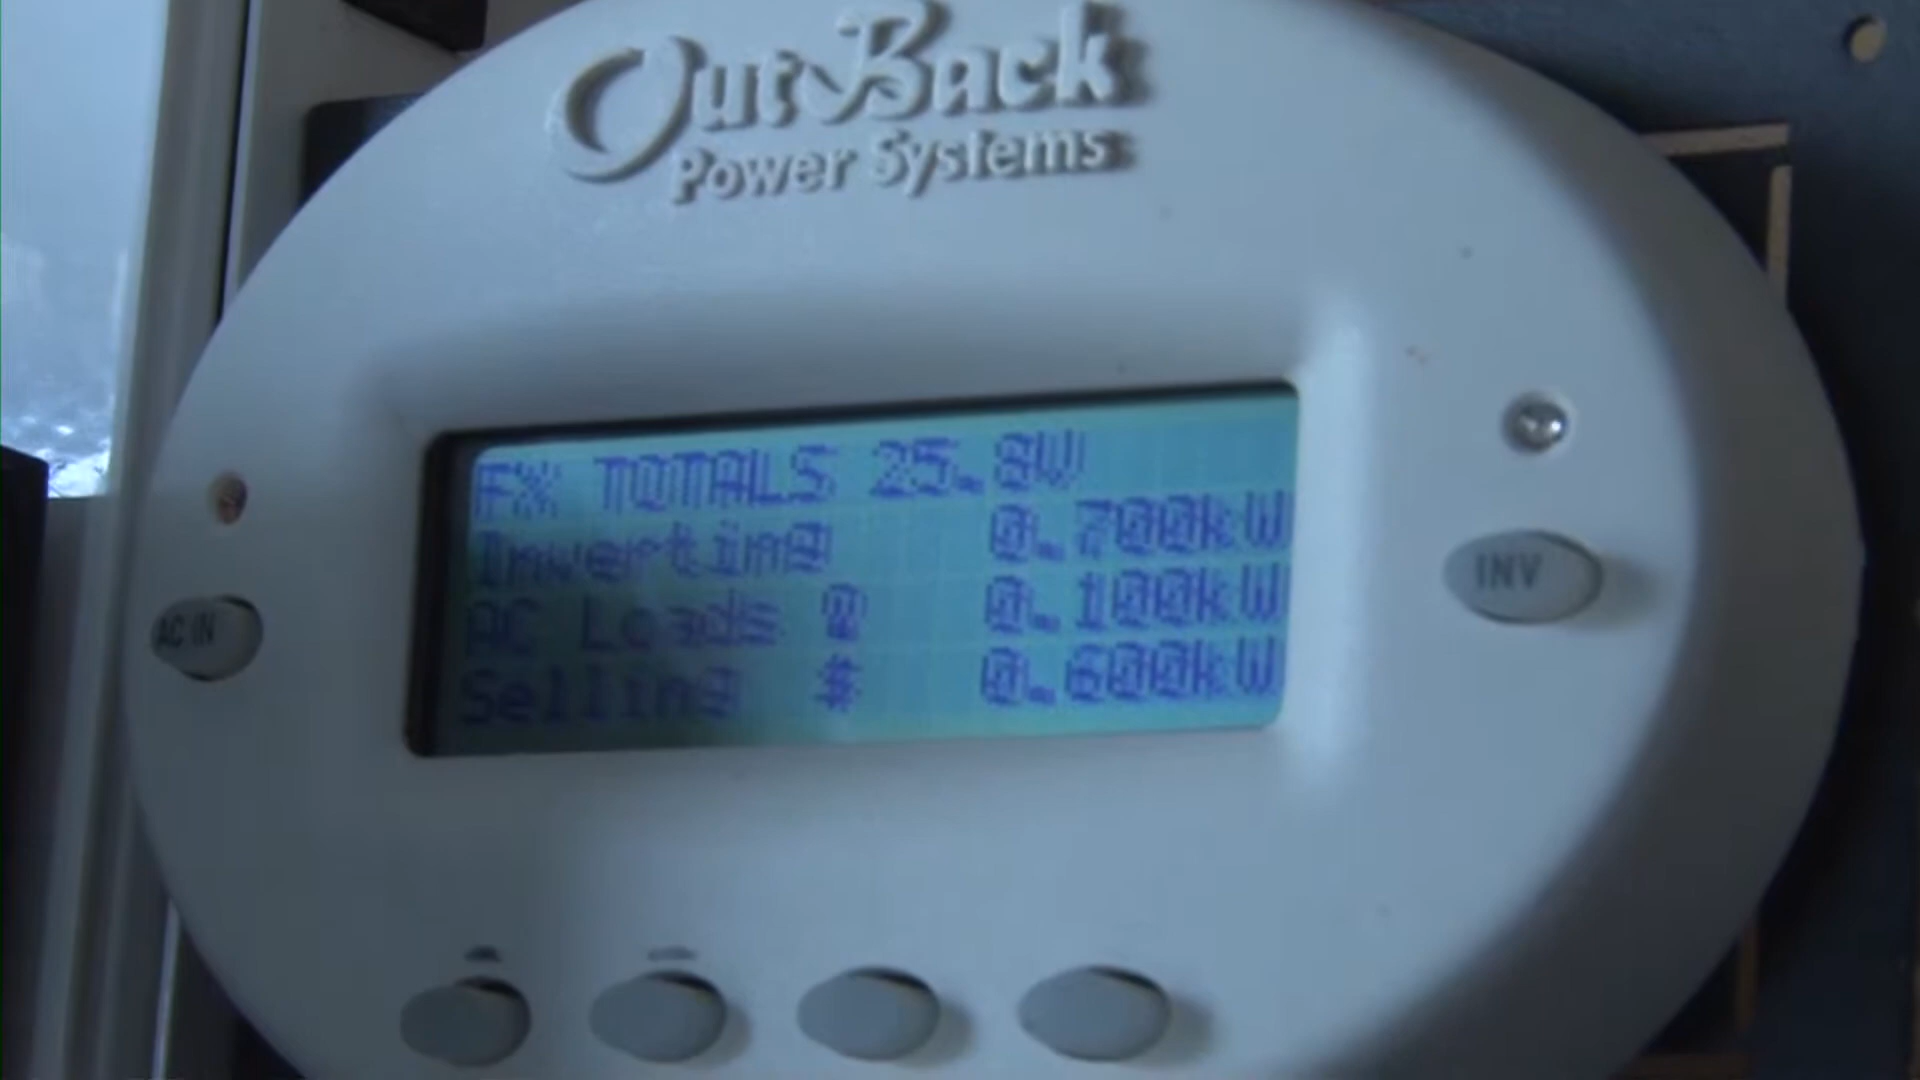 OutBack
Power Systems
FX TOTALS 25.8V
Inverting 0.700kW
AC Loads @ 0.100kW
Selling # 0.600kW
AC IN
INV